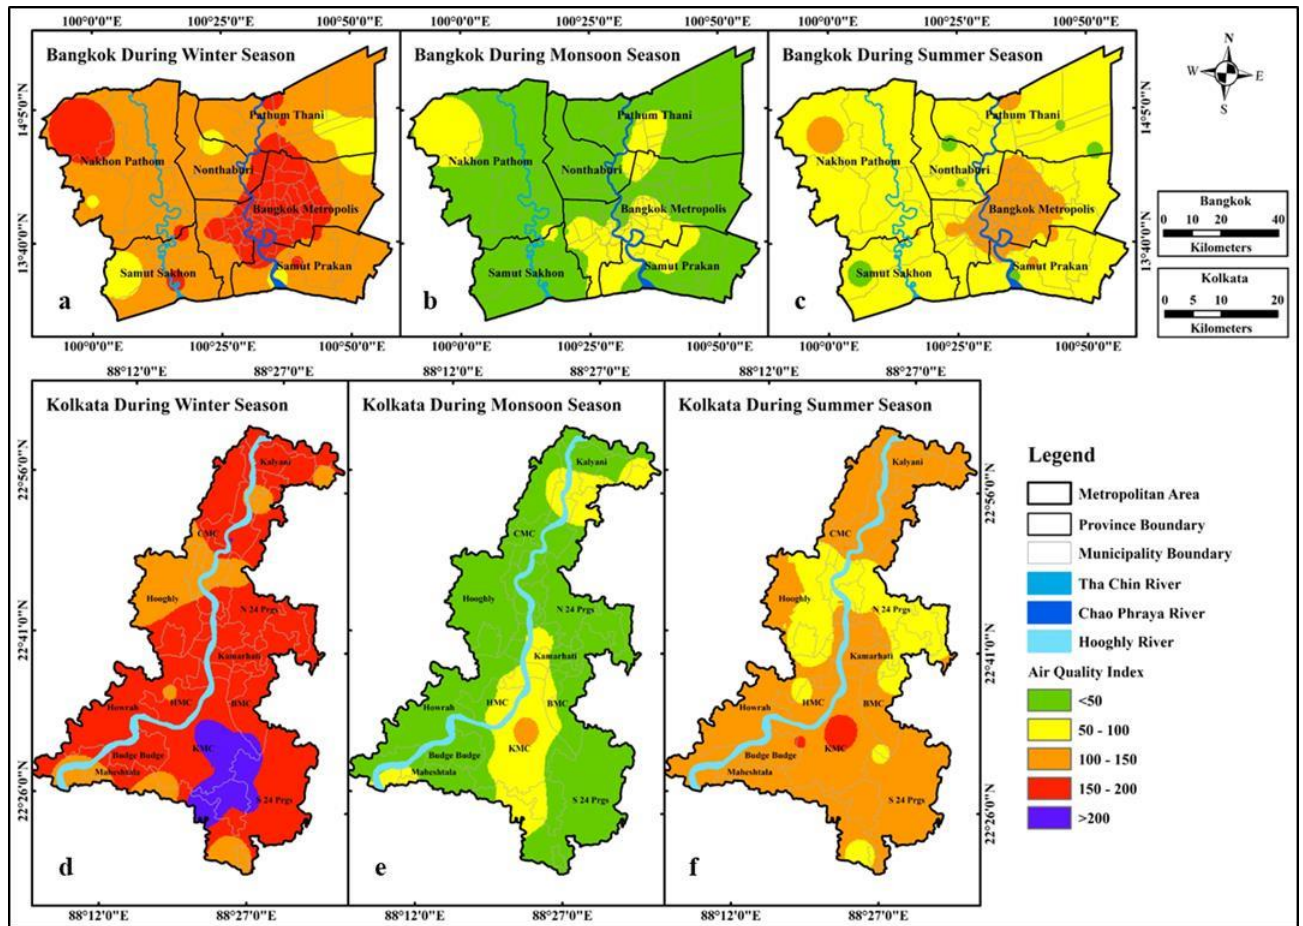 100°0'0"E 100°25'0"E 100°50'0"E 100°0'0"E 100°25'0"E 100°50'0"E 100°0'0"E 100°25'0"E 100°50'0"E
Bangkok During Winter Season
14°5'0"N
13°40'0"N
Pathum Thani
Nakhon Pathom
Nonthaburi
Bangkok Metropolis
Samut Sakhon
Samut Prakan
a
Bangkok During Monsoon Season
Pathum Thani
Nakhon Pathom
Nonthaburi
Bangkok Metropolis
Samut Sakhon
Samut Prakan
b
Bangkok During Summer Season
Pathum Thani
Nakhon Pathom
Nonthaburi
Bangkok Metropolis
Samut Sakhon
Samut Prakan
c
14°5'0"N
13°40'0"N
100°0'0"E 100°25'0"E 100°50'0"E 100°0'0"E 100°25'0"E 100°50'0"E 100°0'0"E 100°25'0"E 100°50'0"E
N
W E
S
Bangkok
0 10 20 40
Kilometers
Kolkata
0 5 10 20
Kilometers
88°12'0"E 88°27'0"E 88°12'0"E 88°27'0"E 88°12'0"E 88°27'0"E
Kolkata During Winter Season
22°56'0"N
22°41'0"N
22°26'0"N
Kalyani
CMC
Hooghly
N 24 Prgs
Kamarhati
Howrah
HMC
BMC
KMC
Budge Budge
Maheshtala
S 24 Prgs
d
Kolkata During Monsoon Season
Kalyani
CMC
Hooghly
N 24 Prgs
Kamarhati
Howrah
HMC
BMC
KMC
Budge Budge
Maheshtala
S 24 Prgs
e
Kolkata During Summer Season
Kalyani
CMC
Hooghly
N 24 Prgs
Kamarhati
Howrah
HMC
BMC
KMC
Budge Budge
Maheshtala
S 24 Prgs
f
22°56'0"N
22°41'0"N
22°26'0"N
88°12'0"E 88°27'0"E 88°12'0"E 88°27'0"E 88°12'0"E 88°27'0"E
Legend
Metropolitan Area
Province Boundary
Municipality Boundary
Tha Chin River
Chao Phraya River
Hooghly River
Air Quality Index
<50
50 - 100
100 - 150
150 - 200
>200